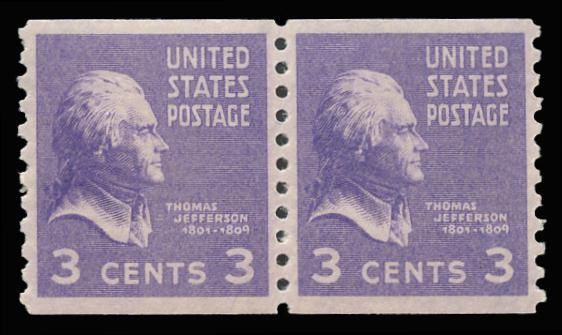 UNITED
STATES
POSTAGE
THOMAS
JEFFERSON
1801-1809
3 CENTS 3
UNITED
STATES
POSTAGE
THOMAS
JEFFERSON
1801-1809
3 CENTS 3